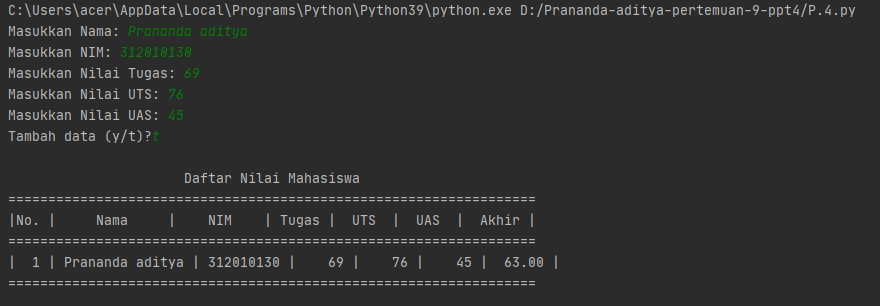 C:\Users\acer\AppData\Local\Programs\Python\Python39\python.exe D:/Prananda-aditya-pertemuan-9-ppt4/P.4.py
Masukkan Nama: Prananda aditya
Masukkan NIM: 312010130
Masukkan Nilai Tugas: 69
Masukkan Nilai UTS: 76
Masukkan Nilai UAS: 45
Tambah data (y/t)?t
                      Daftar Nilai Mahasiswa
==================================================================
|No. |     Nama     |    NIM    | Tugas |  UTS  |  UAS  |  Akhir |
==================================================================
|  1 | Prananda aditya | 312010130 |    69 |    76 |    45 |  63.00 |
==================================================================